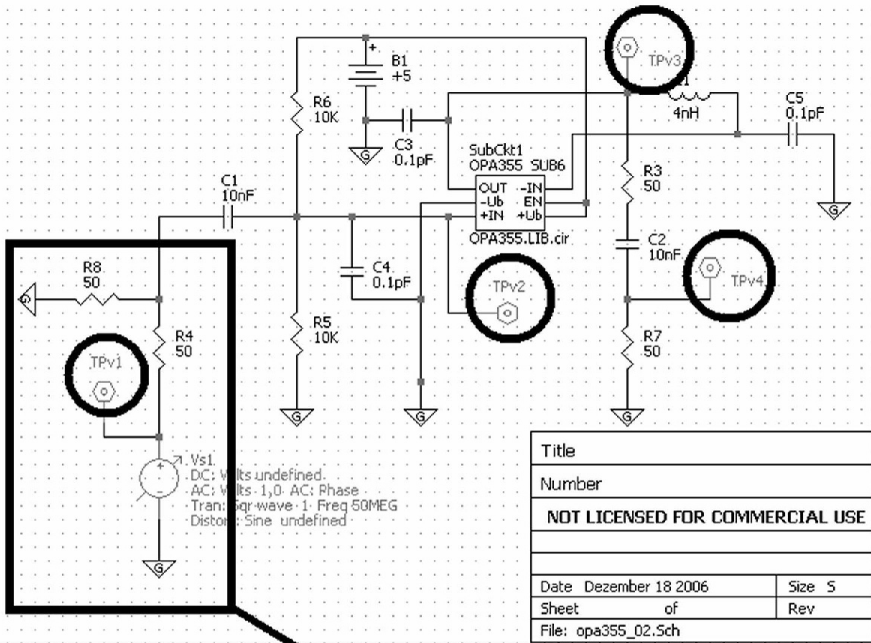 B1
+5
TPv3
R6
10K
4nH
C5
0.1pF
C3
0.1pF
SubCkt1
OPA355 SUB6
OUT -IN
-Ub EN
+IN +Ub
OPA355.LIB.cir
R3
50
C1
10nF
G
G
C2
10nF
R8
50
G
C4
0.1pF
TPv2
TPv4
R4
50
R5
10K
R7
50
TPv1
G
G
G
Vs1
DC: Volts undefined
AC: Volts 1,0 AC: Phase
Tran: Sqr-wave 1 Freq 50MEG
Distor: Sine undefined
G
Title
Number
NOT LICENSED FOR COMMERCIAL USE
Date Dezember 18 2006 Size S
Sheet of Rev
File: opa355_02.Sch